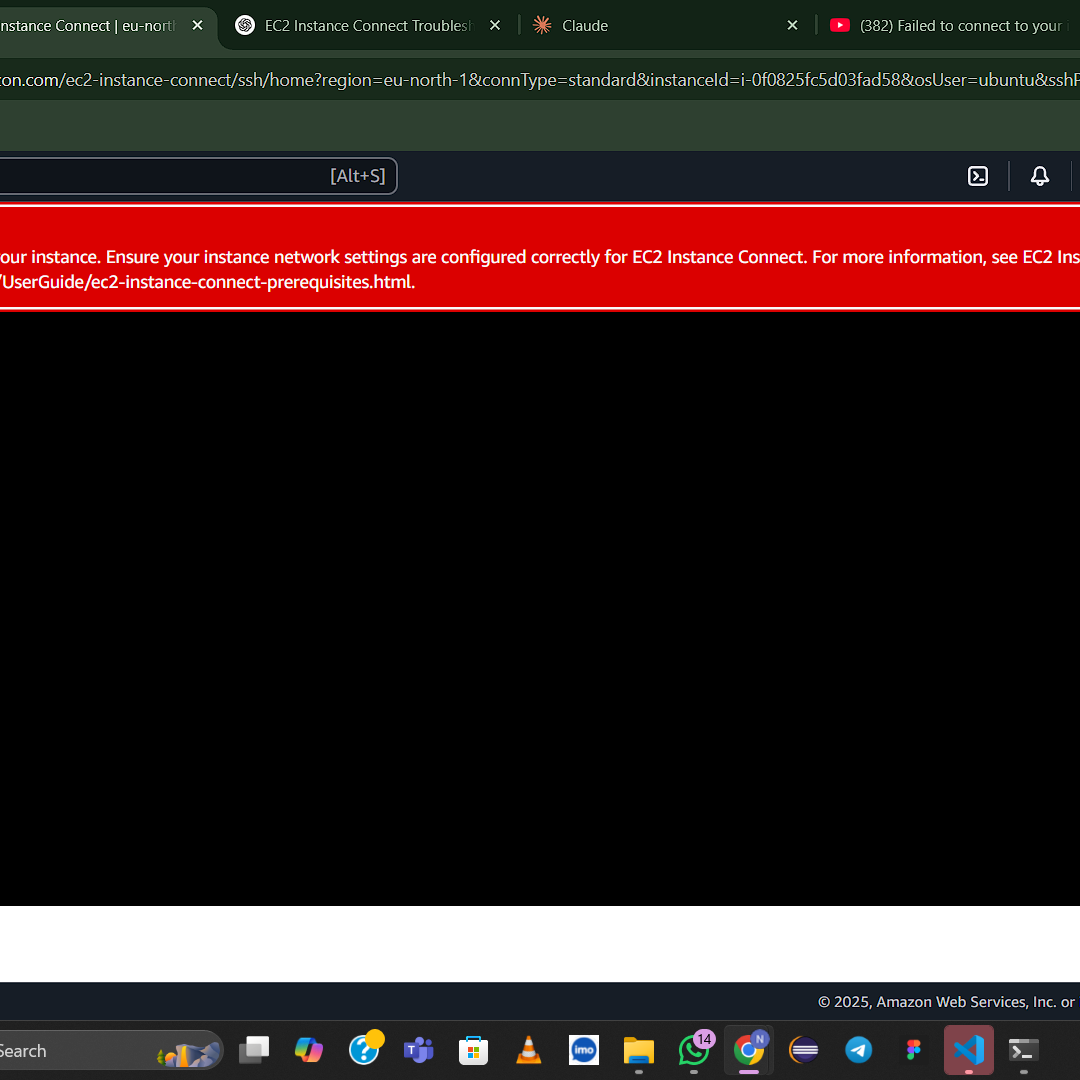 nstance Connect | eu-nort
EC2 Instance Connect Troubles
Claude
(382) Failed to connect to your
zon.com/ec2-instance-connect/ssh/home?region=eu-north-1&connType=standard&instanceId=i-0f0825fc5d03fad58&osUser=ubuntu&sshP
[Alt+S]
our instance. Ensure your instance network settings are configured correctly for EC2 Instance Connect. For more information, see EC2 Ins
/UserGuide/ec2-instance-connect-prerequisites.html.
© 2025, Amazon Web Services, Inc. or
Search
imo
14
N